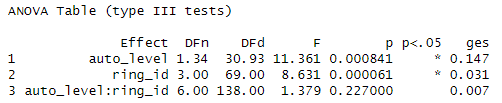 ANOVA Table (type III tests)
Effect DFn DFd F p p<.05 ges
1 auto_level 1.34 30.93 11.361 0.000841 * 0.147
2 ring_id 3.00 69.00 8.631 0.000061 * 0.031
3 auto_level:ring_id 6.00 138.00 1.379 0.227000 0.007